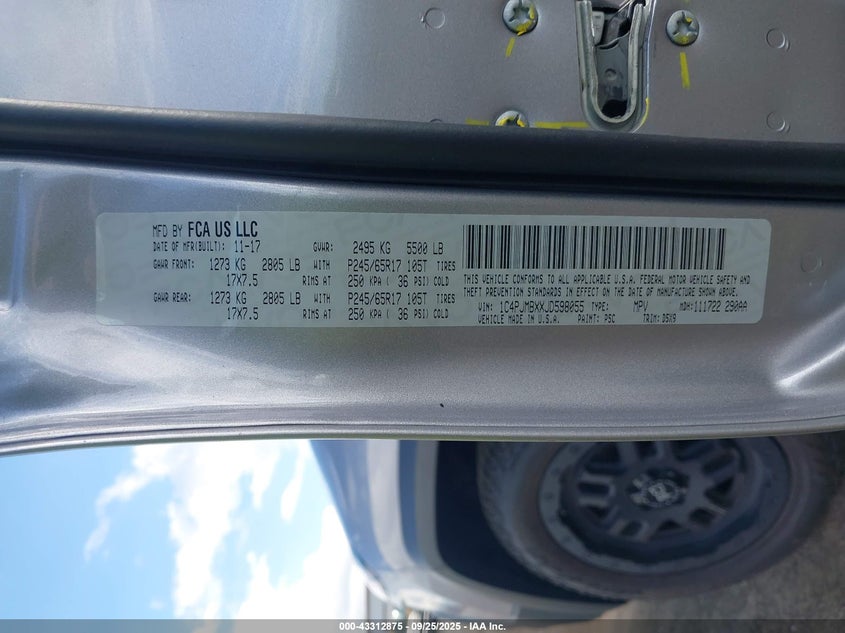 MFD BY FCA US LLC
DATE OF MFR(BUILT): 11-17 GVWR: 2495 KG 5500 LB
GAWR FRONT: 1273 KG 2805 LB WITH P245/65R17 105T TIRES
17X7.5 RIMS AT 250 KPA ( 36 PSI) COLD
GAWR REAR: 1273 KG 2805 LB WITH P245/65R17 105T TIRES
17X7.5 RIMS AT 250 KPA ( 36 PSI) COLD
THIS VEHICLE CONFORMS TO ALL APPLICABLE U.S.A. FEDERAL MOTOR VEHICLE SAFETY AND
THEFT PREVENTION STANDARDS IN EFFECT ON THE DATE OF MANUFACTURE SHOWN ABOVE.
VIN: 1C4PJMBXXJD598055 TYPE: MPV MDH: 111722 290AA
VEHICLE MADE IN U.S.A. PAINT: PSC TRIM: D5H9
000-43312875 - 09/25/2025 - IAA Inc.